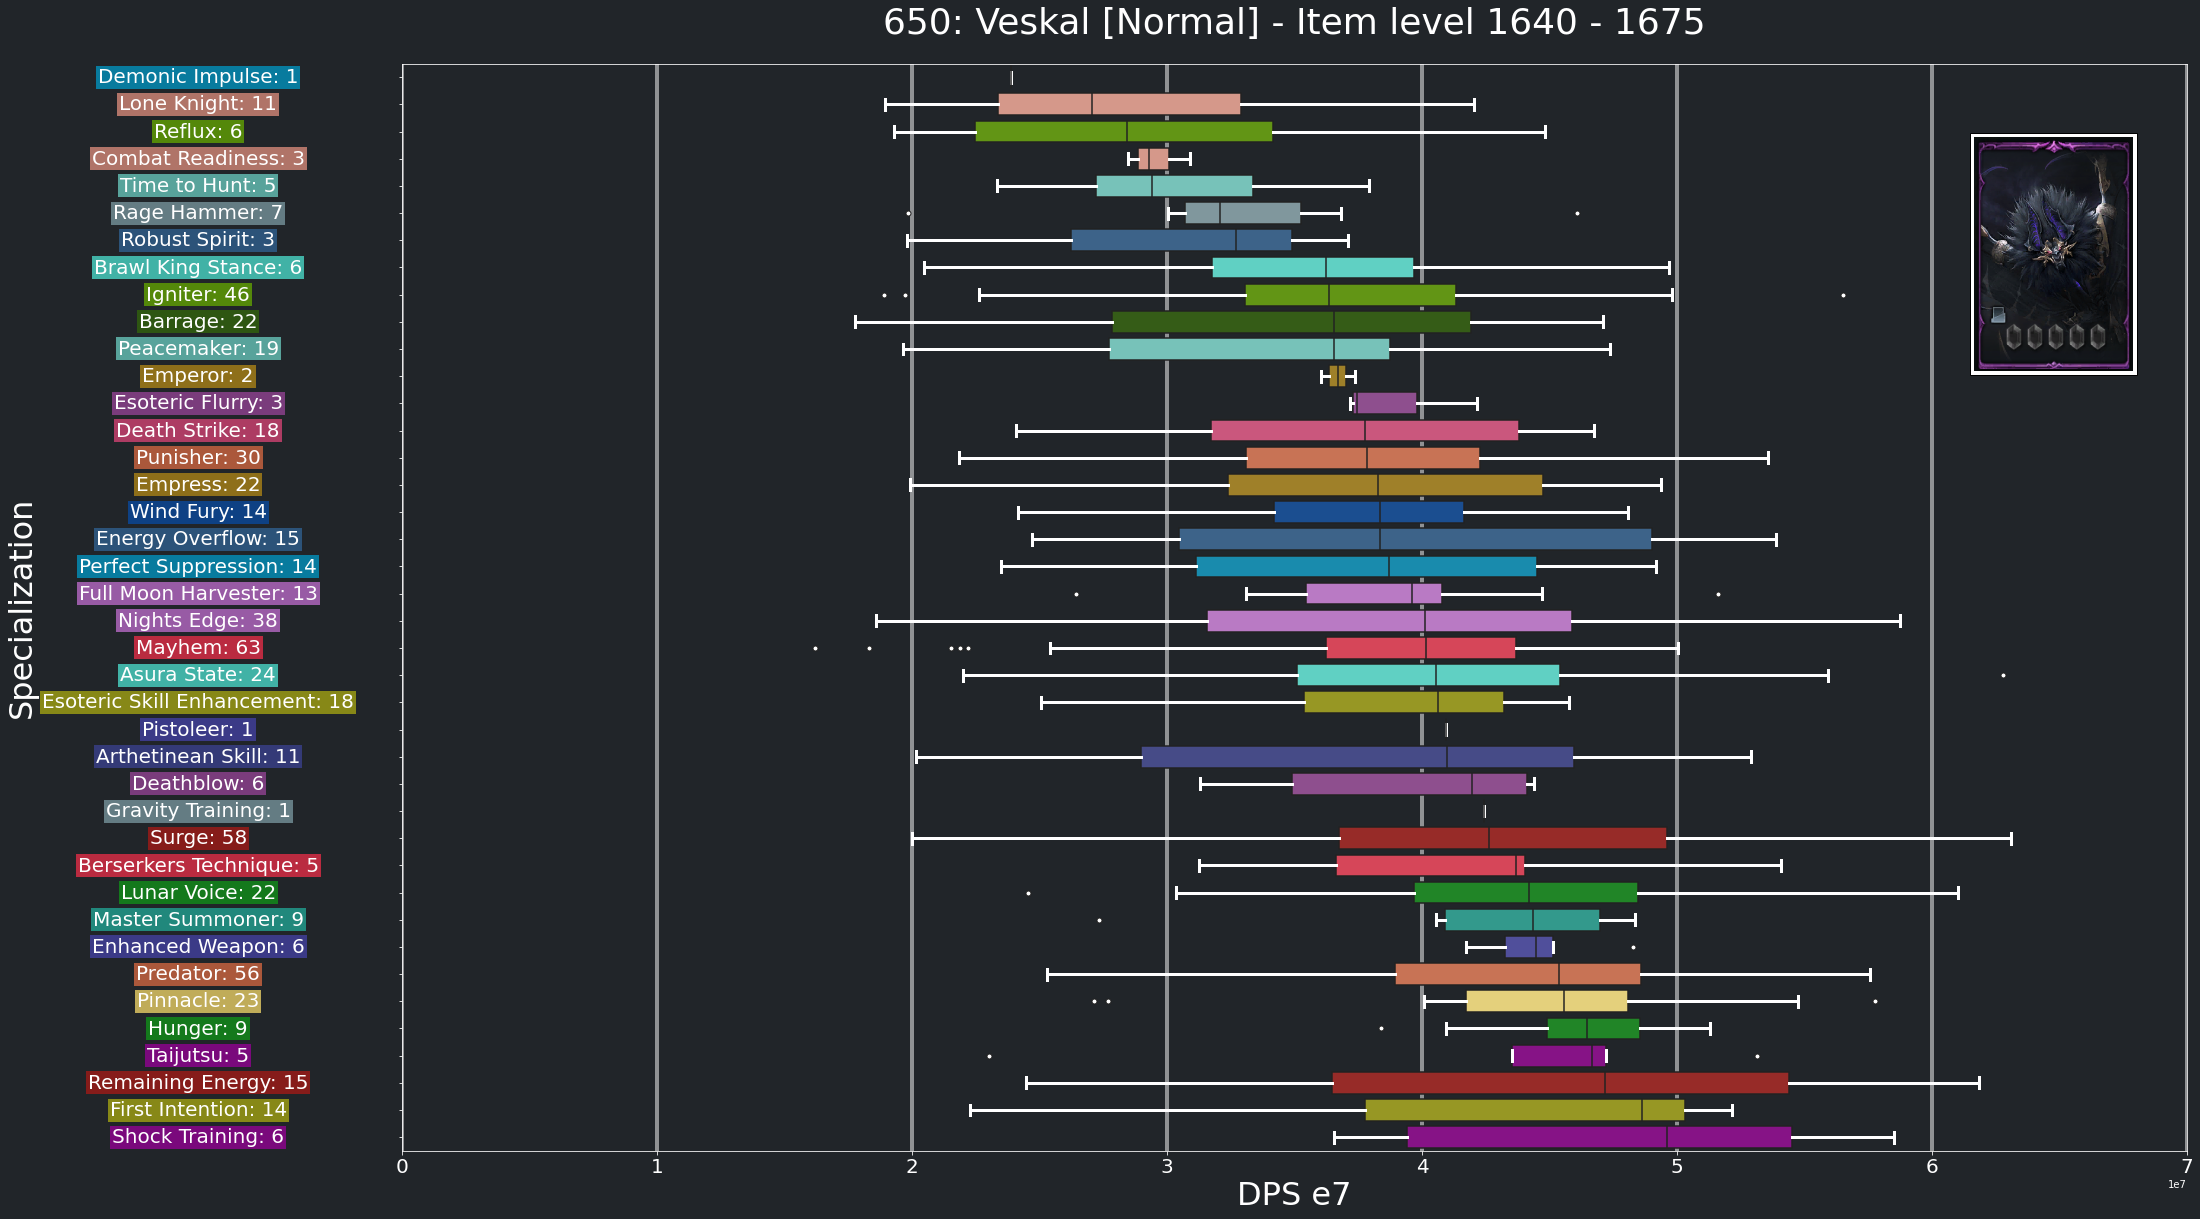 650: Veskal [Normal] - Item level 1640 - 1675
Demonic Impulse: 1
Lone Knight: 11
Reflux: 6
Combat Readiness: 3
Time to Hunt: 5
Rage Hammer: 7
Robust Spirit: 3
Brawl King Stance: 6
Igniter: 46
Barrage: 22
Peacemaker: 19
Emperor: 2
Esoteric Flurry: 3
Death Strike: 18
Punisher: 30
Empress: 22
Wind Fury: 14
Energy Overflow: 15
Perfect Suppression: 14
Full Moon Harvester: 13
Nights Edge: 38
Mayhem: 63
Asura State: 24
Esoteric Skill Enhancement: 18
Pistoleer: 1
Arthetinean Skill: 11
Deathblow: 6
Gravity Training: 1
Surge: 58
Berserkers Technique: 5
Lunar Voice: 22
Master Summoner: 9
Enhanced Weapon: 6
Predator: 56
Pinnacle: 23
Hunger: 9
Taijutsu: 5
Remaining Energy: 15
First Intention: 14
Shock Training: 6
Specialization
0 1 2 3 4 5 6 7
DPS e7
1e7